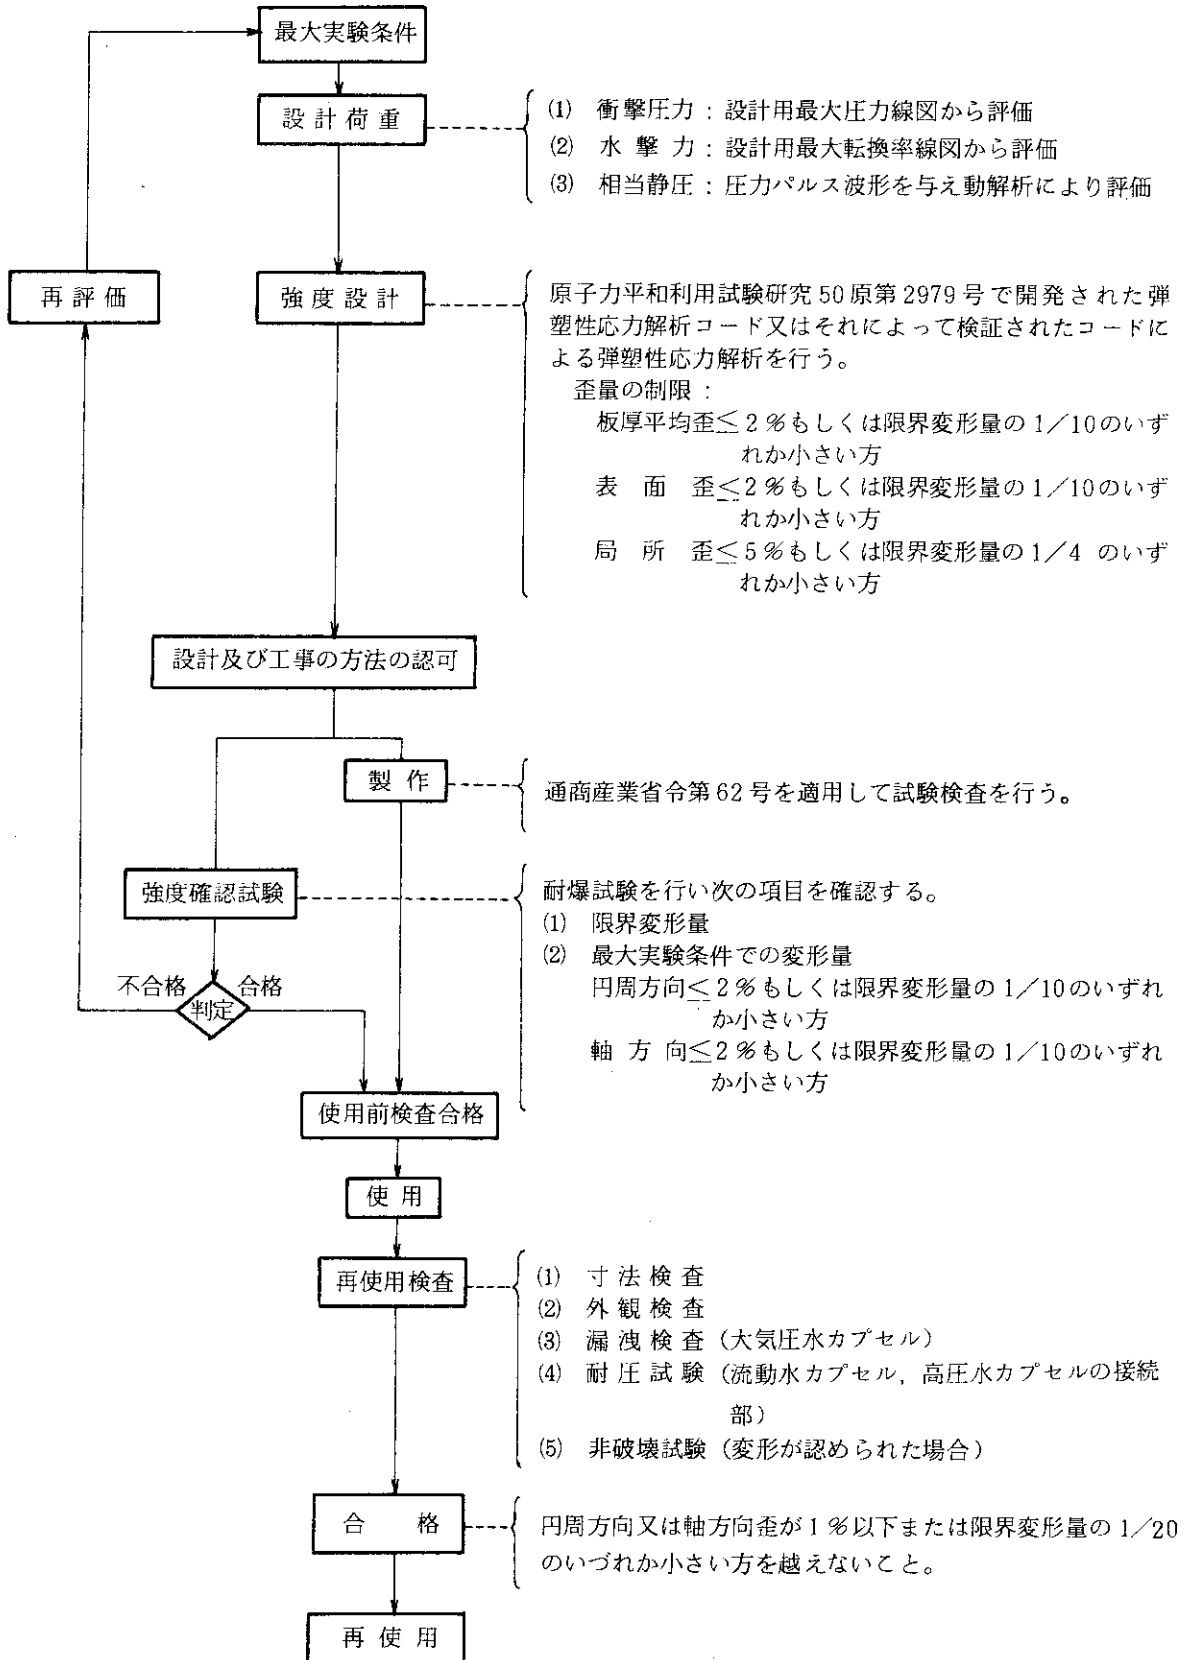 最大実験条件
設計荷重
(1) 衝撃圧力：設計用最大圧力線図から評価
(2) 水撃力：設計用最大転換率線図から評価
(3) 相当静圧：圧力パルス波形を与え動解析により評価
再評価
強度設計
原子力平和利用試験研究50原第2979号で開発された弾
塑性応力解析コード又はそれによって検証されたコードに
よる弾塑性応力解析を行う。
歪量の制限：
板厚平均歪≦2％もしくは限界変形量の1／10のいず
れか小さい方
表面歪≦2％もしくは限界変形量の1／10のいず
れか小さい方
局所歪≦5％もしくは限界変形量の1／4のいず
れか小さい方
設計及び工事の方法の認可
製作
通商産業省令第62号を適用して試験検査を行う。
強度確認試験
耐爆試験を行い次の項目を確認する。
(1) 限界変形量
(2) 最大実験条件での変形量
円周方向≦2％もしくは限界変形量の1／10のいずれ
か小さい方
軸方向≦2％もしくは限界変形量の1／10のいずれ
か小さい方
不合格
合格
判定
使用前検査合格
使用
再使用検査
(1) 寸法検査
(2) 外観検査
(3) 漏洩検査（大気圧水カプセル）
(4) 耐圧試験（流動水カプセル，高圧水カプセルの接続
部）
(5) 非破壊試験（変形が認められた場合）
合格
円周方向又は軸方向歪が1％以下または限界変形量の1／20
のいづれか小さい方を越えないこと。
再使用